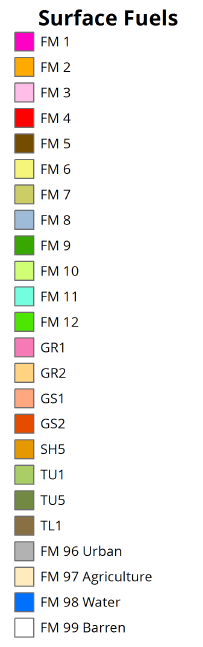 Surface Fuels
FM 1
FM 2
FM 3
FM 4
FM 5
FM 6
FM 7
FM 8
FM 9
FM 10
FM 11
FM 12
GR1
GR2
GS1
GS2
SH5
TU1
TU5
TL1
FM 96 Urban
FM 97 Agriculture
FM 98 Water
FM 99 Barren